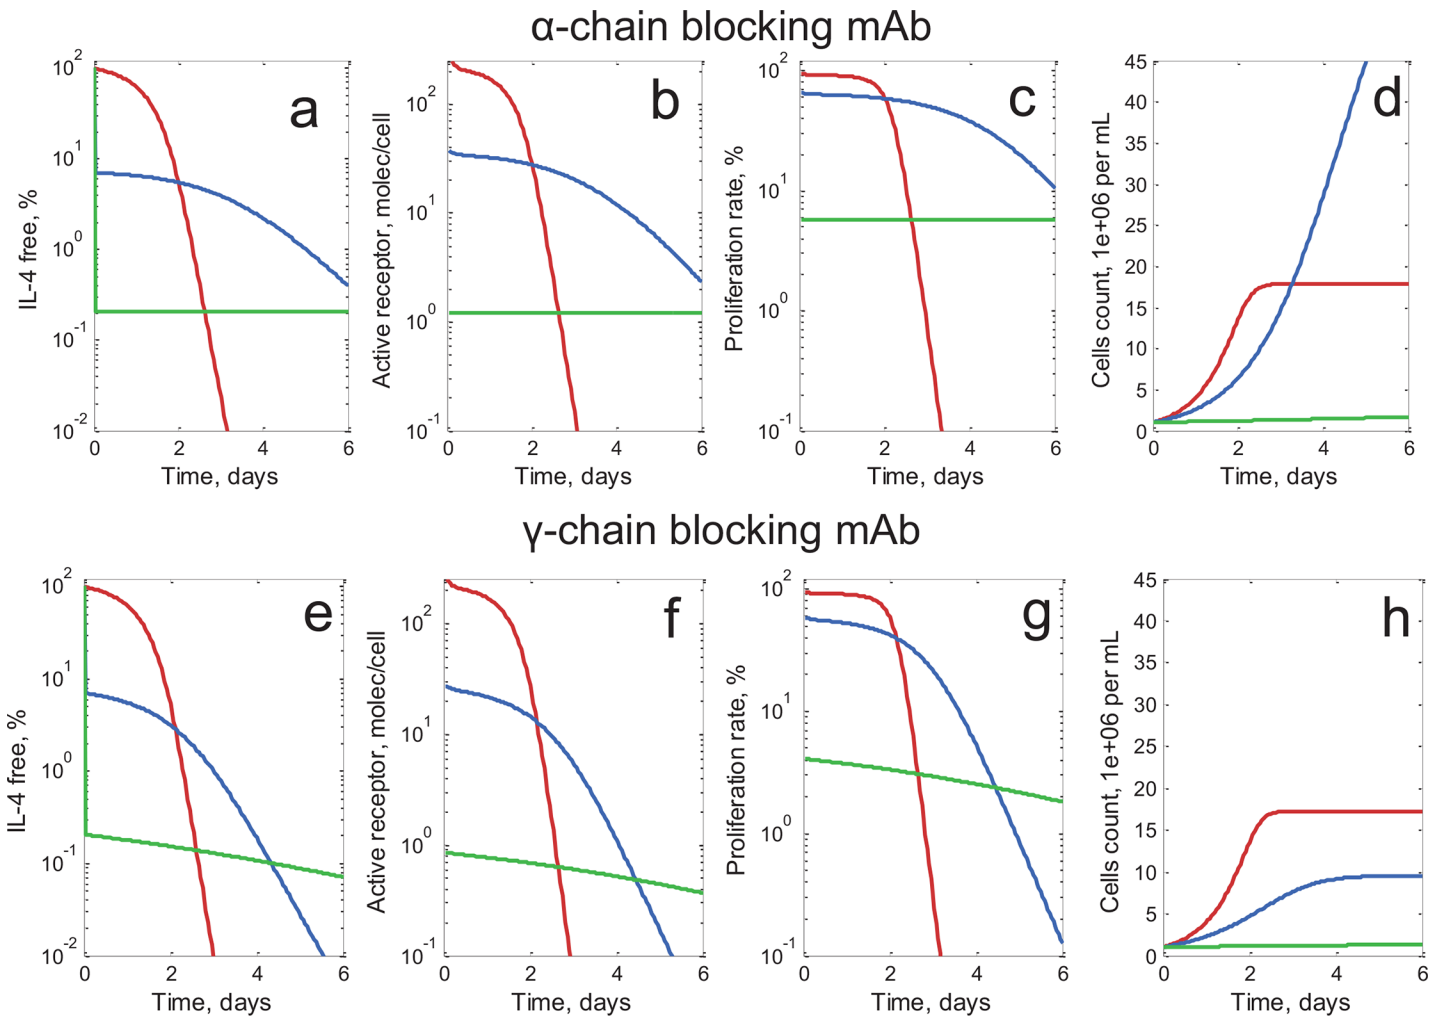 α-chain blocking mAb
a
IL-4 free, %
10^2
10^1
10^0
10^-1
10^-2
0 2 4 6
Time, days
b
Active receptor, molec/cell
10^2
10^1
10^0
10^-1
0 2 4 6
Time, days
c
Proliferation rate, %
10^2
10^1
10^0
10^-1
0 2 4 6
Time, days
d
Cells count, 1e+06 per mL
45
40
35
30
25
20
15
10
5
0
0 2 4 6
Time, days
γ-chain blocking mAb
e
IL-4 free, %
10^2
10^1
10^0
10^-1
10^-2
0 2 4 6
Time, days
f
Active receptor, molec/cell
10^2
10^1
10^0
10^-1
0 2 4 6
Time, days
g
Proliferation rate, %
10^2
10^1
10^0
10^-1
0 2 4 6
Time, days
h
Cells count, 1e+06 per mL
45
40
35
30
25
20
15
10
5
0
0 2 4 6
Time, days